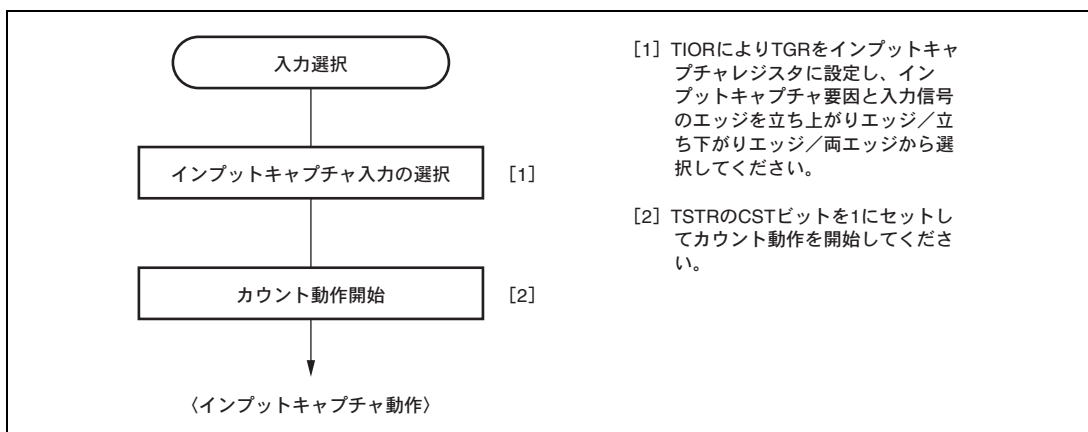 入力選択
インプットキャプチャ入力の選択 [1]
カウント動作開始 [2]
〈インプットキャプチャ動作〉
[1] TIORによりTGRをインプットキャ
プチャレジスタに設定し、イン
プットキャプチャ要因と入力信号
のエッジを立ち上がりエッジ／立
ち下がりエッジ／両エッジから選
択してください。
[2] TSTRのCSTビットを1にセットし
てカウント動作を開始してくださ
い。